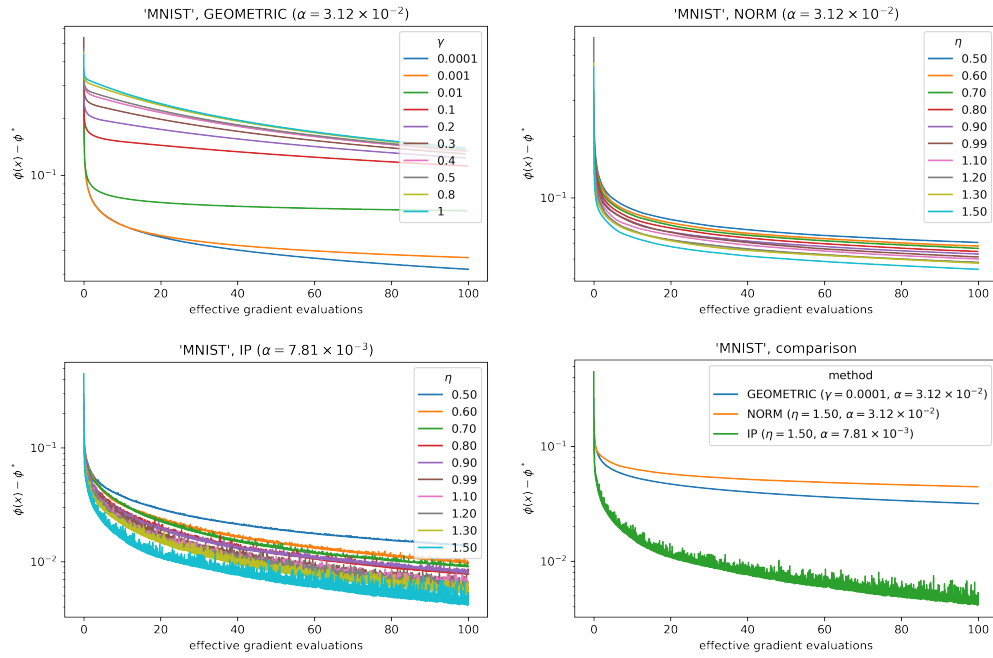 'MNIST', GEOMETRIC (α = 3.12 × 10⁻²)
γ
0.0001
0.001
0.01
0.1
0.2
0.3
0.4
0.5
0.8
1
ϕ(x) − ϕ*
10⁻¹
0 20 40 60 80 100
effective gradient evaluations
'MNIST', NORM (α = 3.12 × 10⁻²)
η
0.50
0.60
0.70
0.80
0.90
0.99
1.10
1.20
1.30
1.50
ϕ(x) − ϕ*
10⁻¹
0 20 40 60 80 100
effective gradient evaluations
'MNIST', IP (α = 7.81 × 10⁻³)
η
0.50
0.60
0.70
0.80
0.90
0.99
1.10
1.20
1.30
1.50
ϕ(x) − ϕ*
10⁻¹
10⁻²
0 20 40 60 80 100
effective gradient evaluations
'MNIST', comparison
method
GEOMETRIC (γ = 0.0001, α = 3.12 × 10⁻²)
NORM (η = 1.50, α = 3.12 × 10⁻²)
IP (η = 1.50, α = 7.81 × 10⁻³)
ϕ(x) − ϕ*
10⁻¹
10⁻²
0 20 40 60 80 100
effective gradient evaluations